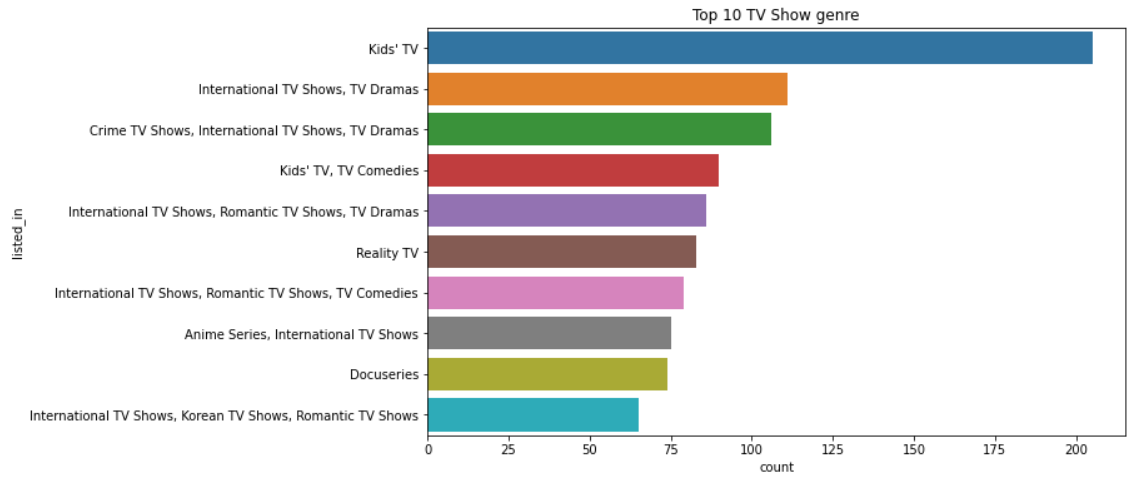 Top 10 TV Show genre
Kids' TV
International TV Shows, TV Dramas
Crime TV Shows, International TV Shows, TV Dramas
Kids' TV, TV Comedies
International TV Shows, Romantic TV Shows, TV Dramas
Reality TV
International TV Shows, Romantic TV Shows, TV Comedies
Anime Series, International TV Shows
Docuseries
International TV Shows, Korean TV Shows, Romantic TV Shows
listed_in
0 25 50 75 100 125 150 175 200
count